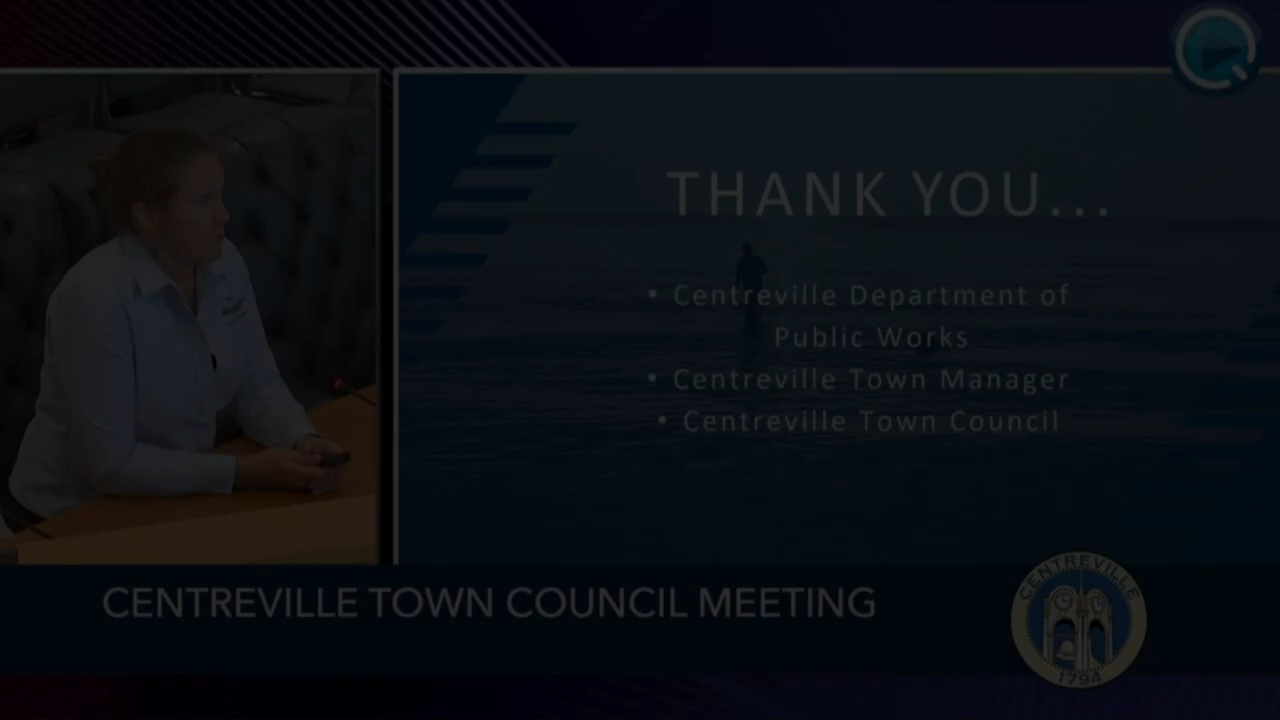 THANK YOU...
• Centreville Department of
Public Works
• Centreville Town Manager
• Centreville Town Council
CENTREVILLE TOWN COUNCIL MEETING
CENTREVILLE
1794